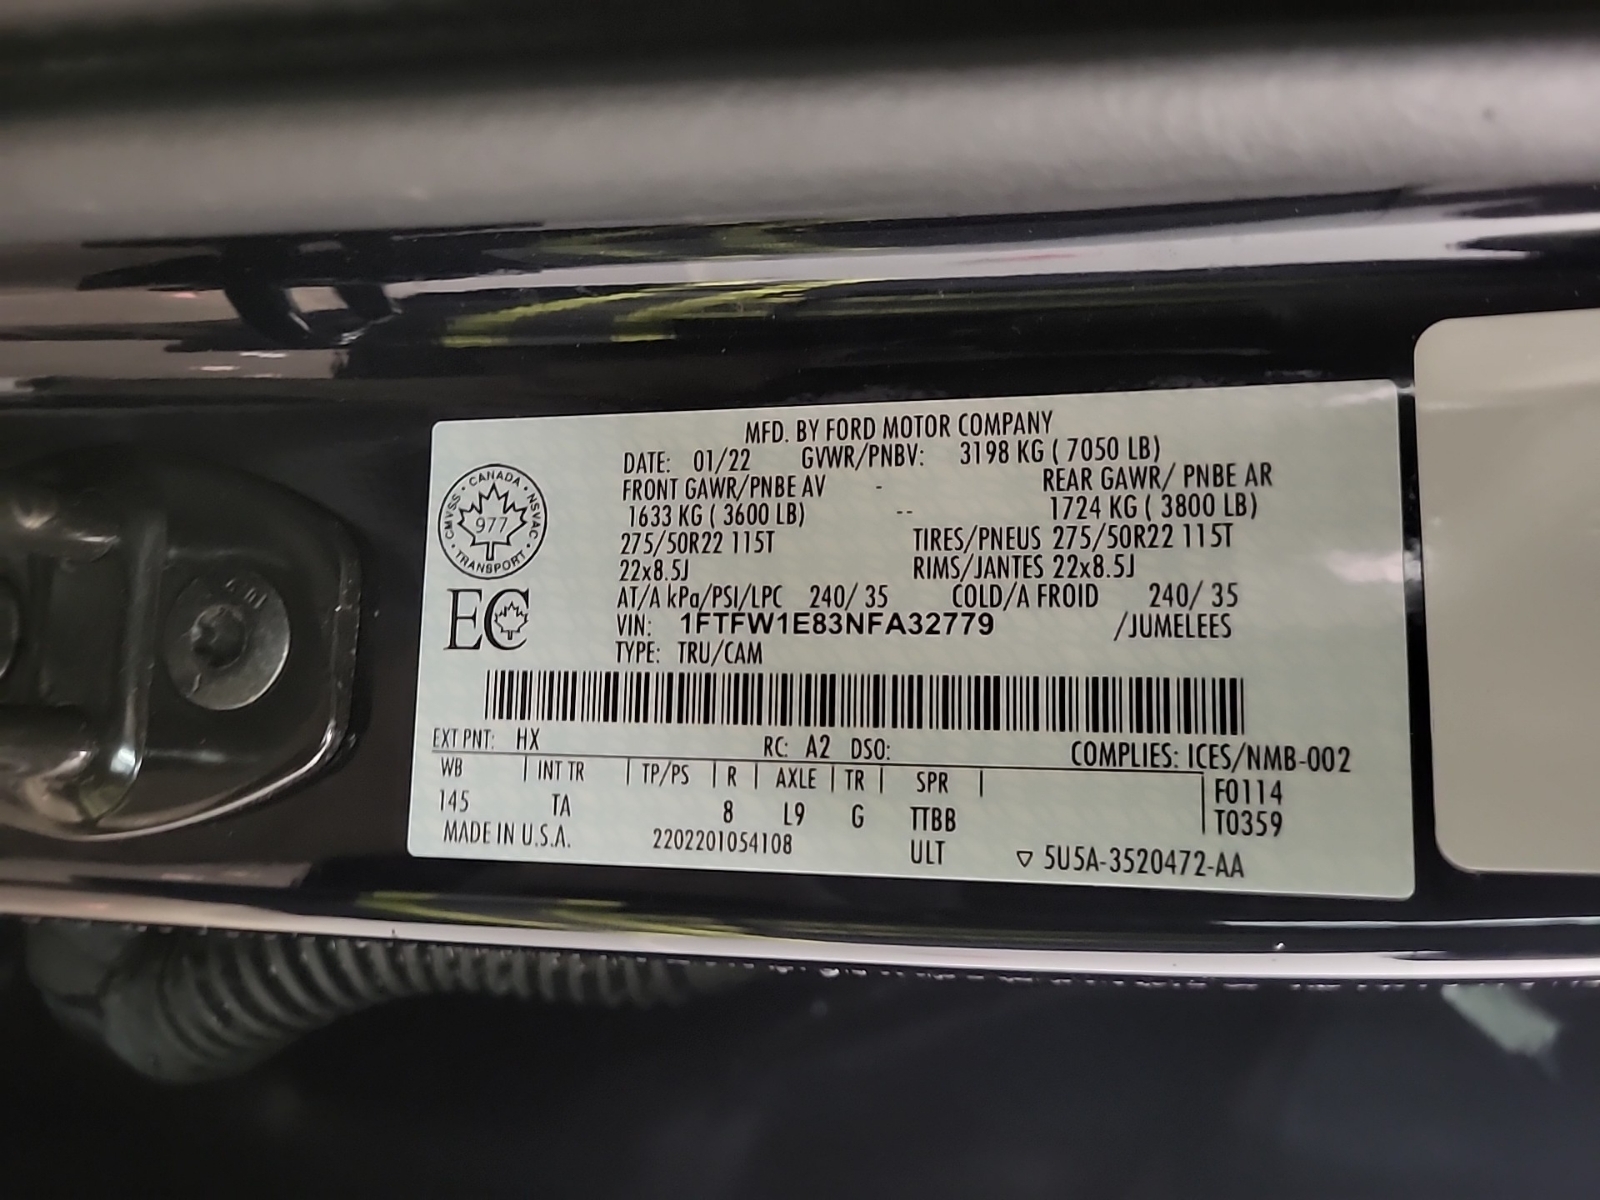 MFD. BY FORD MOTOR COMPANY
DATE: 01/22 GVWR/PNBV: 3198 KG ( 7050 LB)
FRONT GAWR/PNBE AV - REAR GAWR/ PNBE AR
1633 KG ( 3600 LB) -- 1724 KG ( 3800 LB)
275/50R22 115T TIRES/PNEUS 275/50R22 115T
22x8.5J RIMS/JANTES 22x8.5J
AT/A kPa/PSI/LPC 240/ 35 COLD/A FROID 240/ 35
VIN: 1FTFW1E83NFA32779 /JUMELEES
TYPE: TRU/CAM
CANADA · NSVAC · TRANSPORT · CMVSS ·
977
EC
EXT PNT: HX RC: A2 DSO: COMPLIES: ICES/NMB-002
WB | INT TR | TP/PS | R | AXLE | TR | SPR | F0114
145 TA 8 L9 G TTBB T0359
MADE IN U.S.A. 2202201054108 ULT ▽ 5U5A-3520472-AA